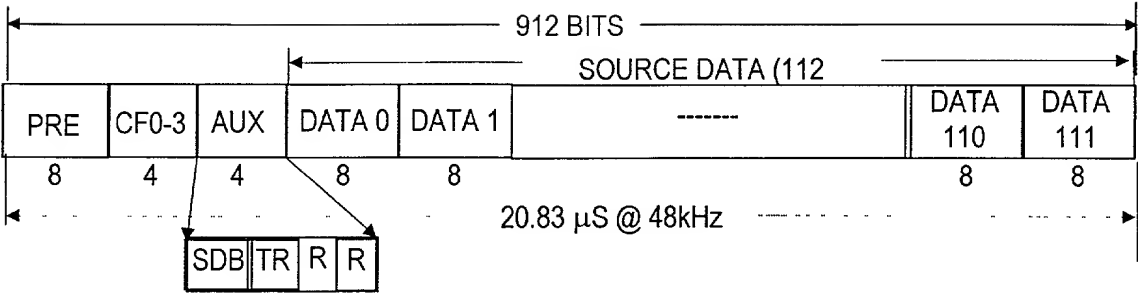 912 BITS
SOURCE DATA (112
PRE CF0-3 AUX DATA 0 DATA 1 ------- DATA 110 DATA 111
8 4 4 8 8 8 8
20.83 μS @ 48kHz
SDB TR R R